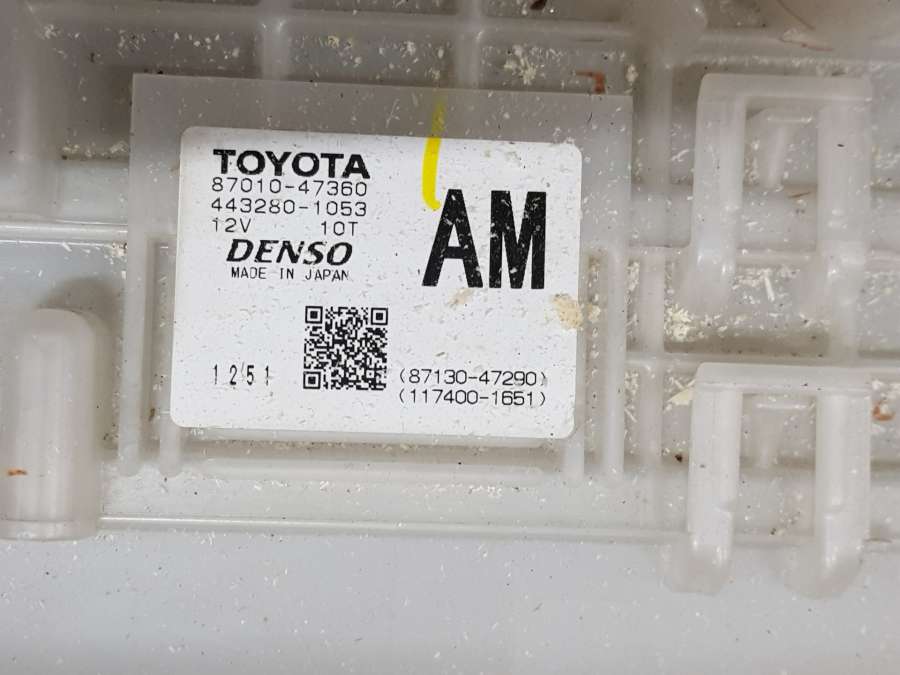 TOYOTA
87010-47360
443280-1053
12V 10T
DENSO
MADE IN JAPAN
AM
1251
(87130-47290)
(117400-1651)